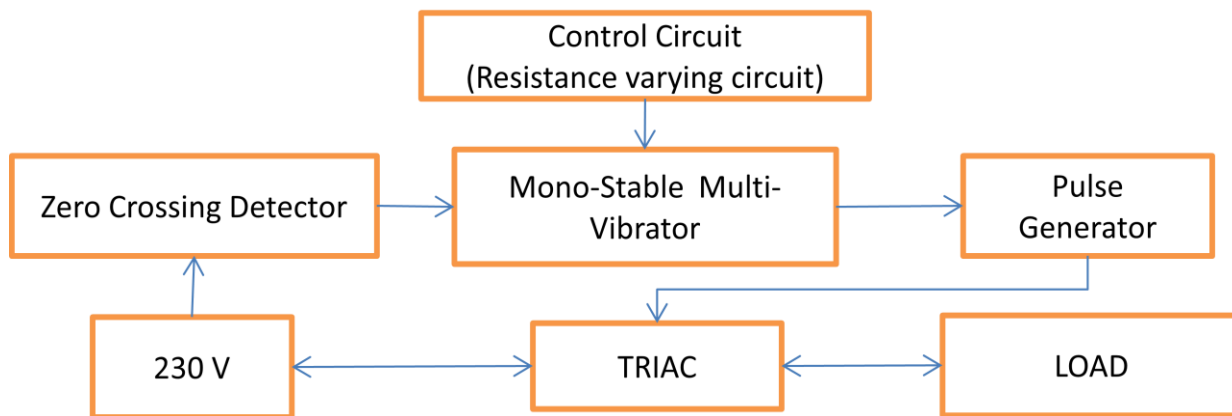 Control Circuit
(Resistance varying circuit)
Zero Crossing Detector
Mono-Stable Multi-
Vibrator
Pulse
Generator
230 V
TRIAC
LOAD